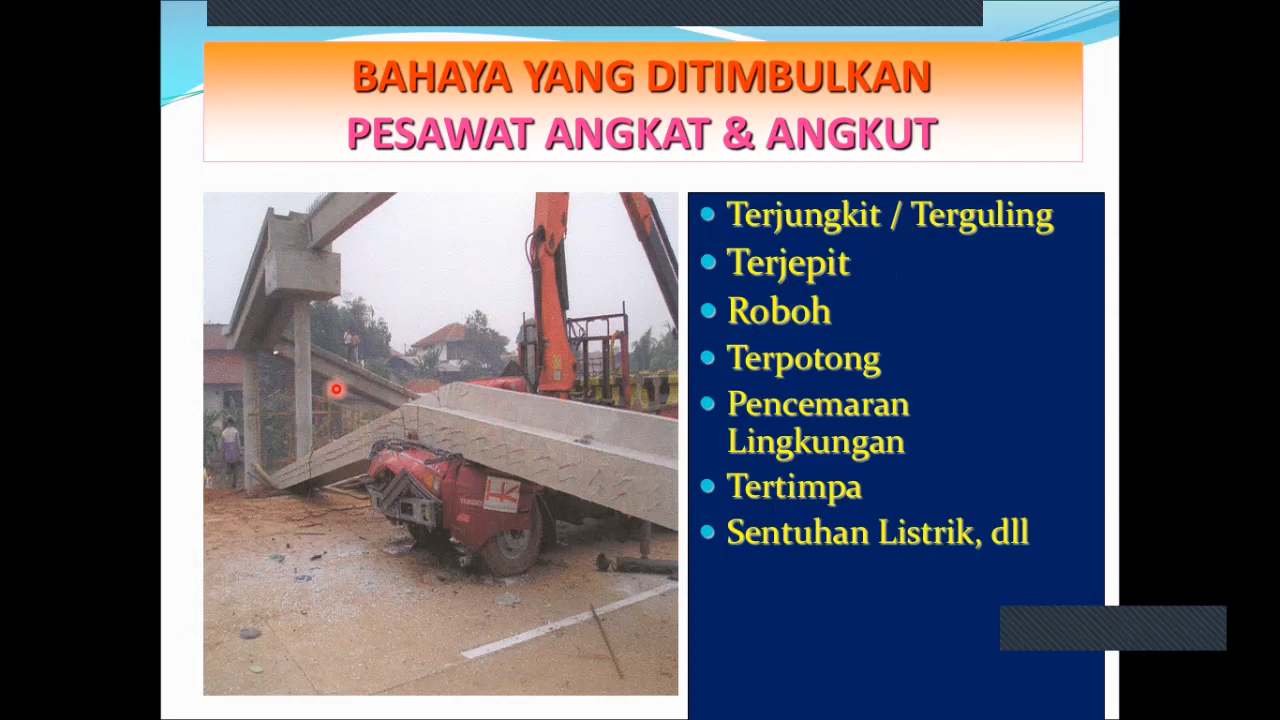 BAHAYA YANG DITIMBULKAN
PESAWAT ANGKAT & ANGKUT
Terjungkit / Terguling
Terjepit
Roboh
Terpotong
Pencemaran
Lingkungan
Tertimpa
Sentuhan Listrik, dll